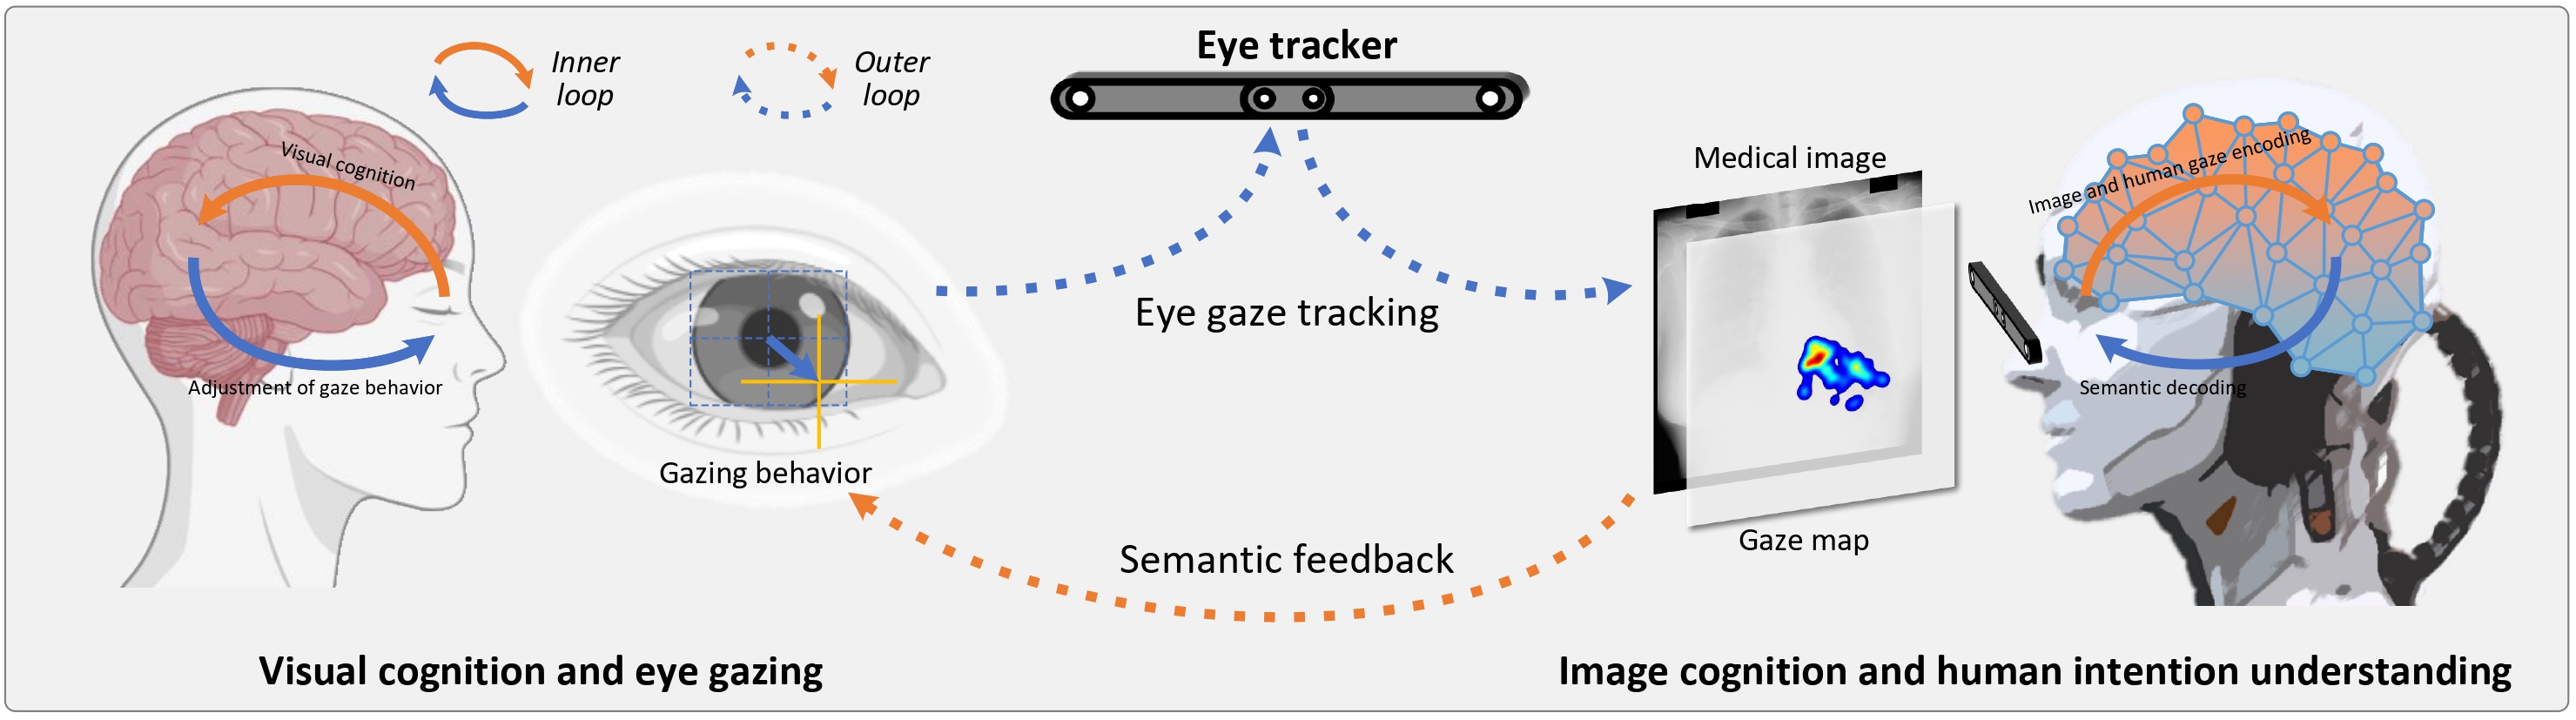 Inner
loop
Outer
loop
Eye tracker
Visual cognition
Adjustment of gaze behavior
Gazing behavior
Eye gaze tracking
Semantic feedback
Medical image
Gaze map
Image and human gaze encoding
Semantic decoding
Visual cognition and eye gazing
Image cognition and human intention understanding